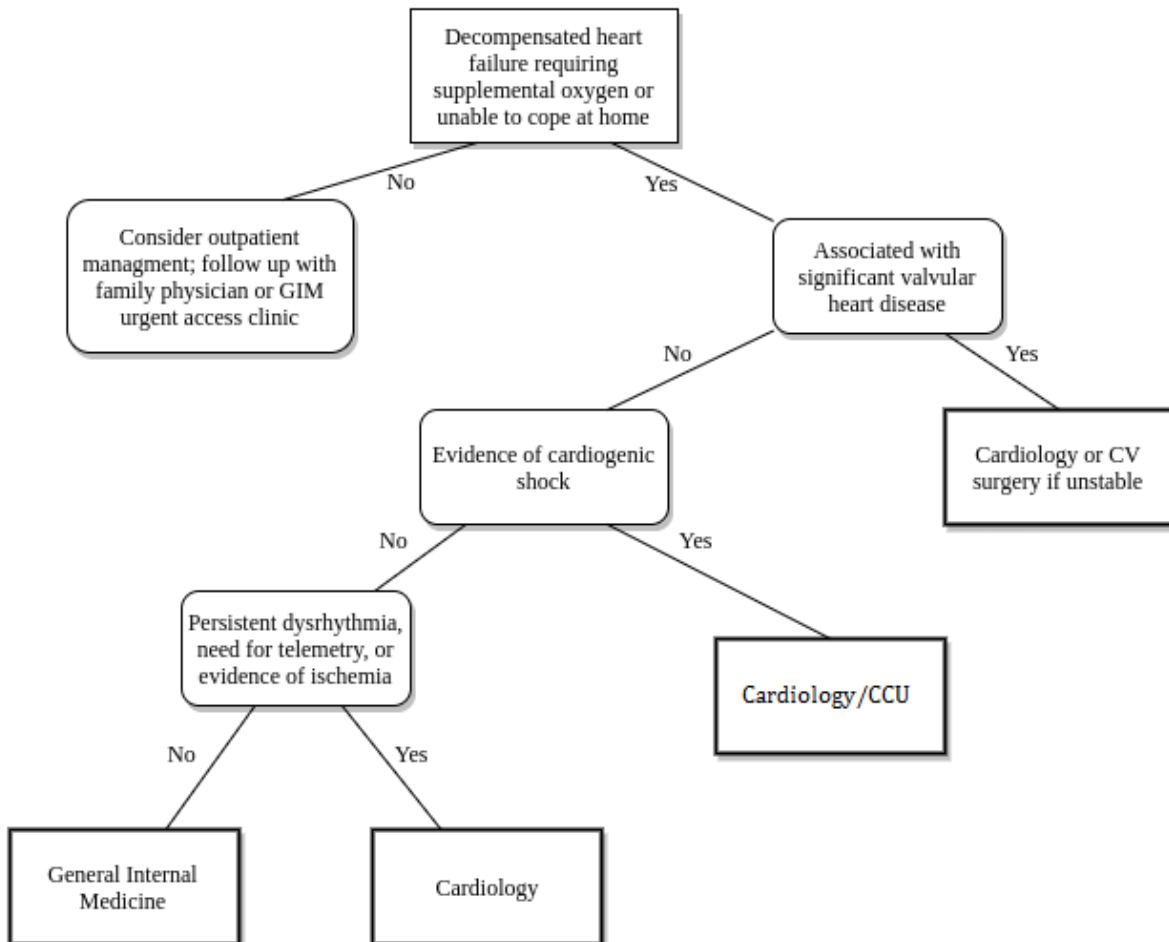 Decompensated heart
failure requiring
supplemental oxygen or
unable to cope at home
No
Yes
Consider outpatient
managment; follow up with
family physician or GIM
urgent access clinic
Associated with
significant valvular
heart disease
No
Yes
Evidence of cardiogenic
shock
Cardiology or CV
surgery if unstable
No
Yes
Persistent dysrhythmia,
need for telemetry, or
evidence of ischemia
Cardiology/CCU
No
Yes
General Internal
Medicine
Cardiology